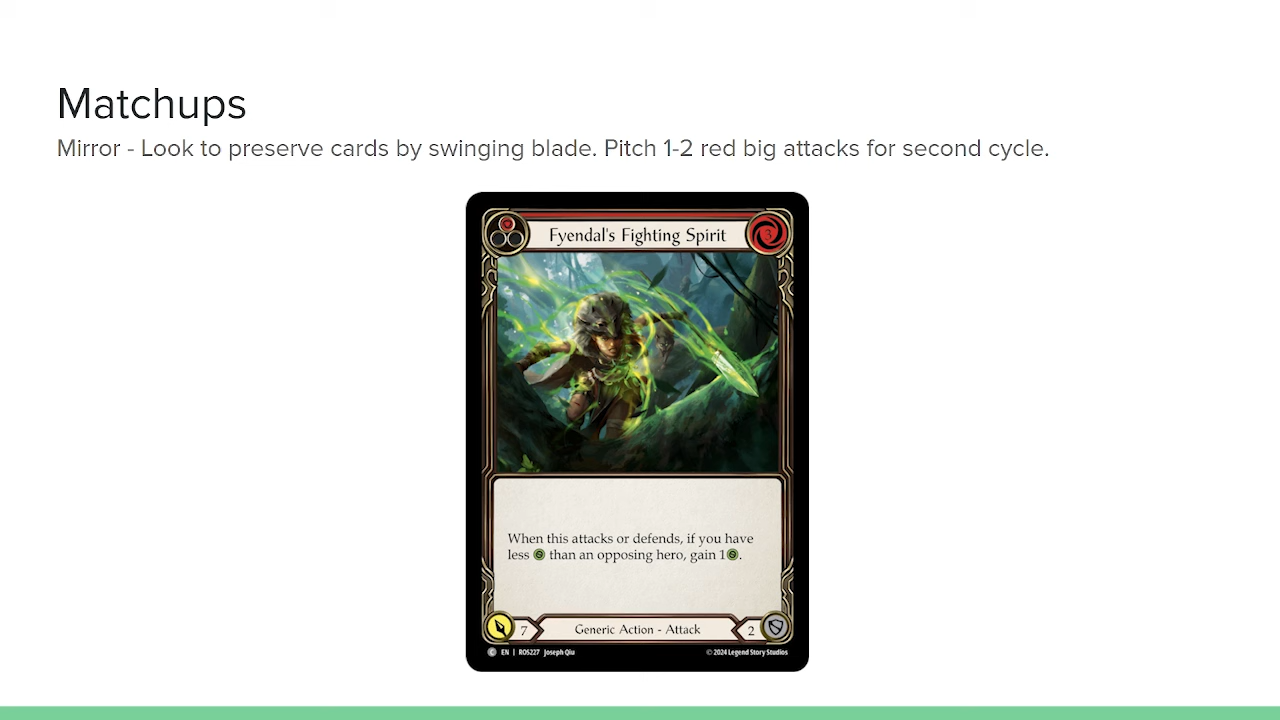 Matchups
Mirror - Look to preserve cards by swinging blade. Pitch 1-2 red big attacks for second cycle.
Fyendal's Fighting Spirit
3
When this attacks or defends, if you have
less than an opposing hero, gain 1.
7
Generic Action - Attack
2
C EN | ROS227 Joseph Qiu
© 2024 Legend Story Studios